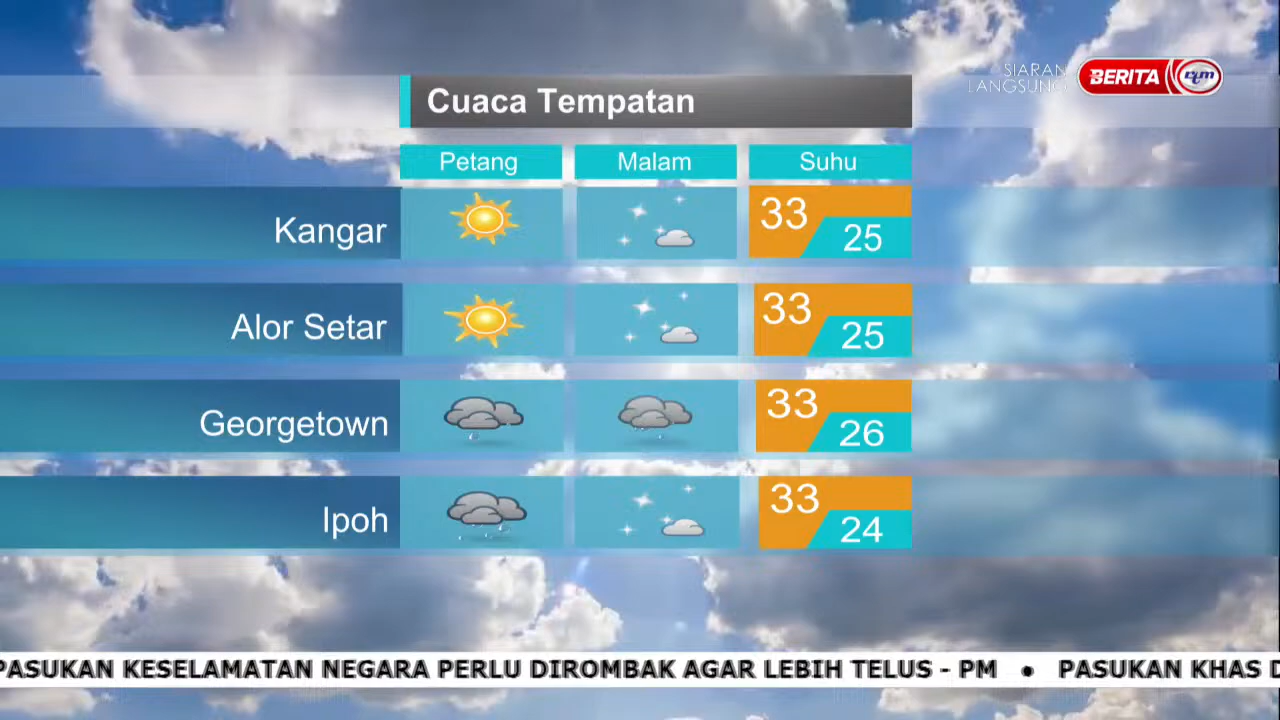 SIARAN
LANGSUNG
BERITA rtm
Cuaca Tempatan
Petang Malam Suhu
Kangar 33 25
Alor Setar 33 25
Georgetown 33 26
Ipoh 33 24
PASUKAN KESELAMATAN NEGARA PERLU DIROMBAK AGAR LEBIH TELUS - PM • PASUKAN KHAS